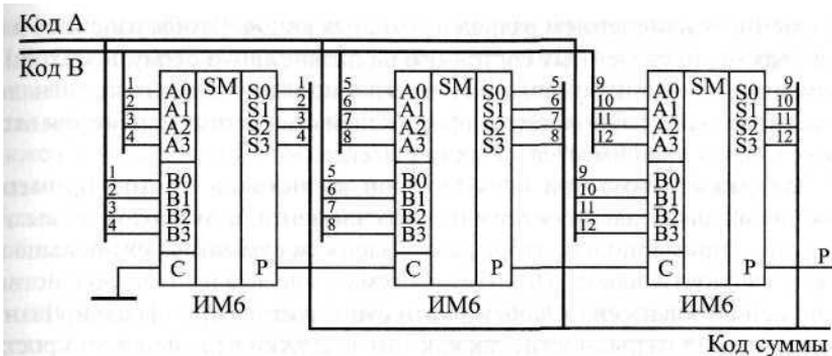 Код А
Код В
1 2 3 4
A0 A1 A2 A3
B0 B1 B2 B3
C
SM
S0 S1 S2 S3
P
1 2 3 4
1 2 3 4
ИМ6
5 6 7 8
A0 A1 A2 A3
B0 B1 B2 B3
C
SM
S0 S1 S2 S3
P
5 6 7 8
5 6 7 8
ИМ6
9 10 11 12
A0 A1 A2 A3
B0 B1 B2 B3
C
SM
S0 S1 S2 S3
P
9 10 11 12
9 10 11 12
ИМ6
P
Код суммы